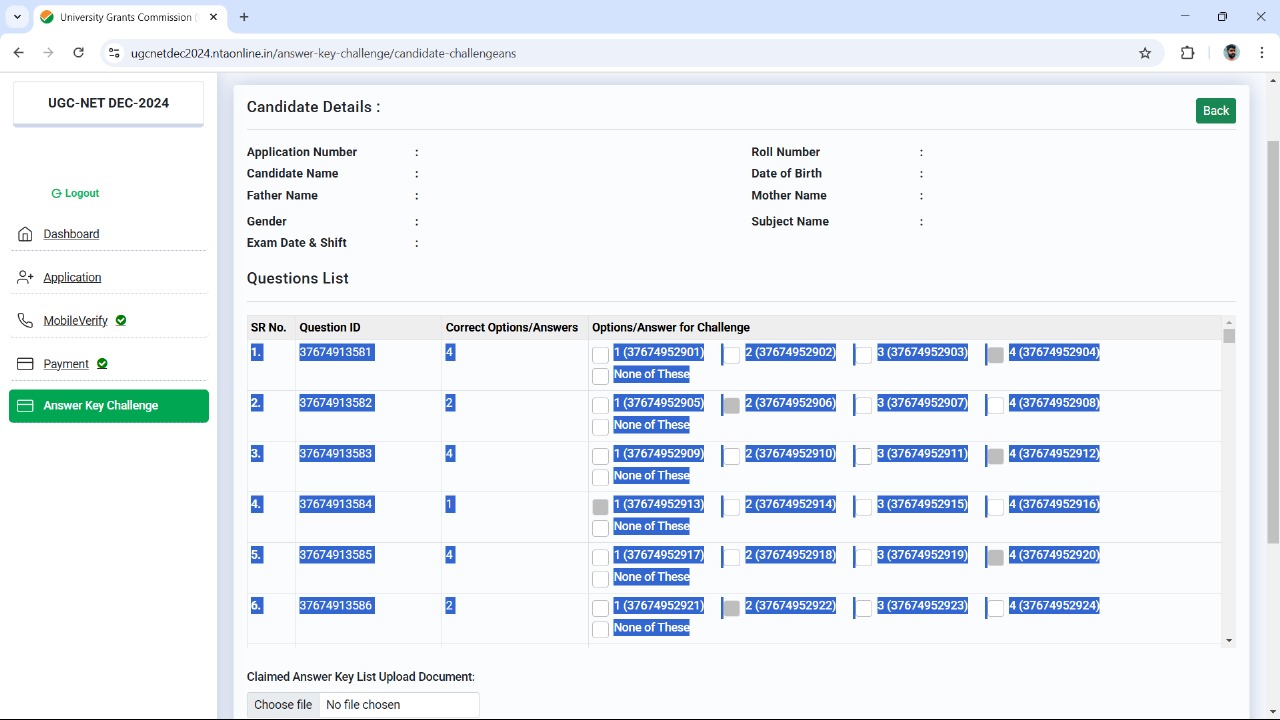 University Grants Commission (
ugcnetdec2024.ntaonline.in/answer-key-challenge/candidate-challengeans
UGC-NET DEC-2024
Logout
Dashboard
Application
MobileVerify
Payment
Answer Key Challenge
Candidate Details :
Back
Application Number : Roll Number :
Candidate Name : Date of Birth :
Father Name : Mother Name :
Gender : Subject Name :
Exam Date & Shift :
Questions List
SR No. Question ID Correct Options/Answers Options/Answer for Challenge
1. 37674913581 4 1 (37674952901) 2 (37674952902) 3 (37674952903) 4 (37674952904)
None of These
2. 37674913582 2 1 (37674952905) 2 (37674952906) 3 (37674952907) 4 (37674952908)
None of These
3. 37674913583 4 1 (37674952909) 2 (37674952910) 3 (37674952911) 4 (37674952912)
None of These
4. 37674913584 1 1 (37674952913) 2 (37674952914) 3 (37674952915) 4 (37674952916)
None of These
5. 37674913585 4 1 (37674952917) 2 (37674952918) 3 (37674952919) 4 (37674952920)
None of These
6. 37674913586 2 1 (37674952921) 2 (37674952922) 3 (37674952923) 4 (37674952924)
None of These
Claimed Answer Key List Upload Document:
Choose file No file chosen